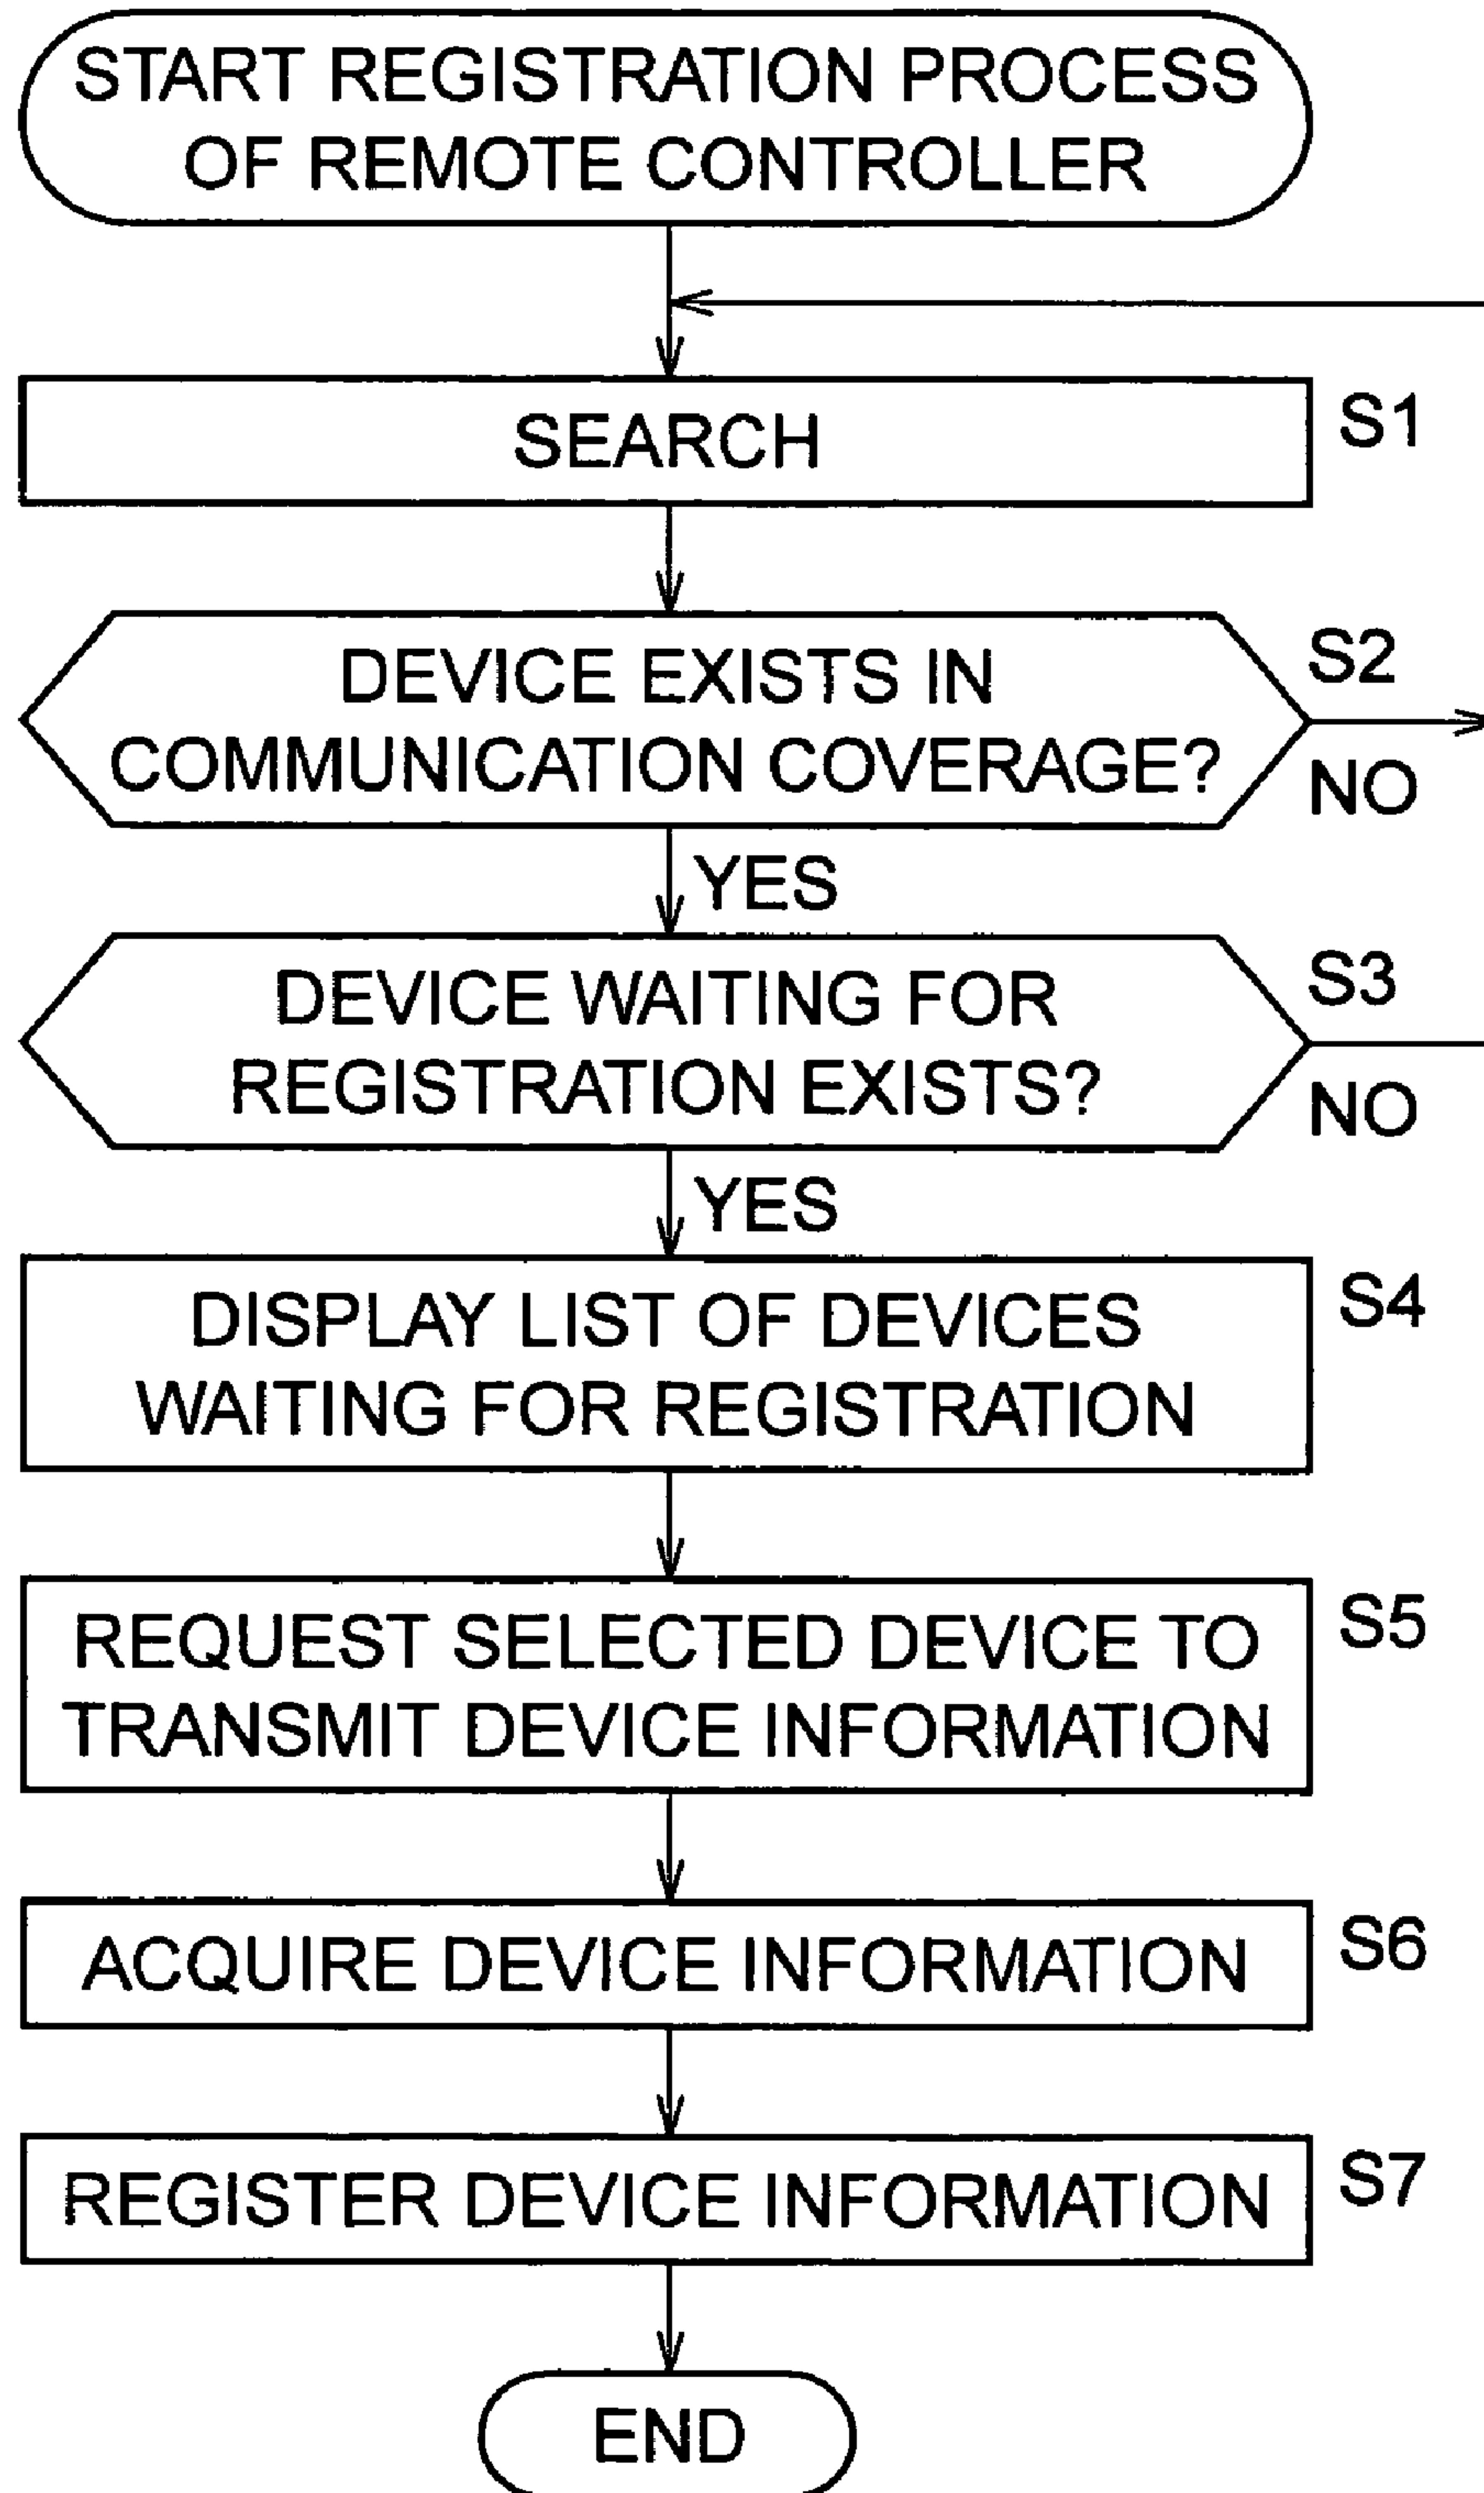 START REGISTRATION PROCESS
OF REMOTE CONTROLLER
SEARCH
S1
DEVICE EXISTS IN
COMMUNICATION COVERAGE?
S2
NO
YES
DEVICE WAITING FOR
REGISTRATION EXISTS?
S3
NO
YES
DISPLAY LIST OF DEVICES
WAITING FOR REGISTRATION
S4
REQUEST SELECTED DEVICE TO
TRANSMIT DEVICE INFORMATION
S5
ACQUIRE DEVICE INFORMATION
S6
REGISTER DEVICE INFORMATION
S7
END